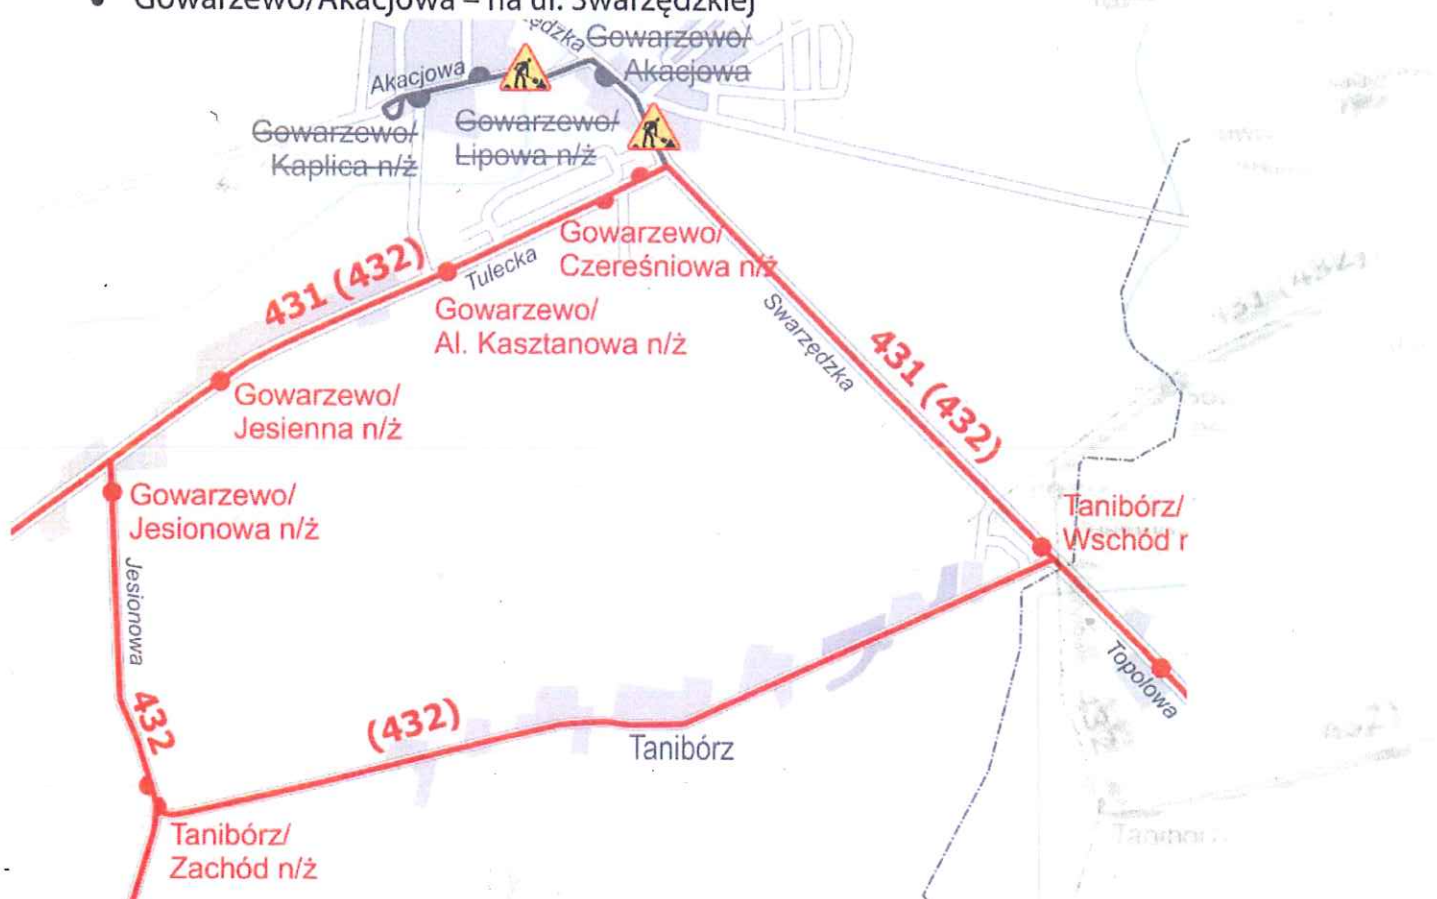 Gowarzewo/Akacjowa – na ul. Swarzędzkiej
ędzka
Gowarzewo/
Akacjowa
Akacjowa
Gowarzewo/
Kaplica n/ż
Gowarzewo/
Lipowa n/ż
Gowarzewo/
Czereśniowa n/ż
431 (432)
Tulecka
Gowarzewo/
Al. Kasztanowa n/ż
Swarzędzka
431 (432)
Gowarzewo/
Jesienna n/ż
Gowarzewo/
Jesionowa n/ż
Tanibórz/
Wschód r
Jesionowa
Topolowa
432
(432)
Tanibórz
Tanibórz/
Zachód n/ż